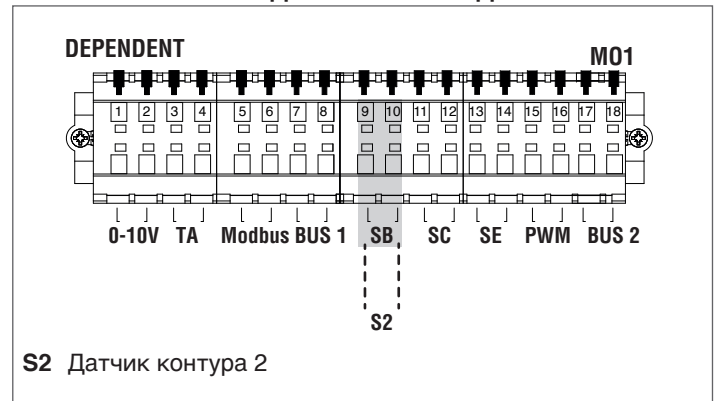 DEPENDENT
M01
1 2 3 4 5 6 7 8 9 10 11 12 13 14 15 16 17 18
0-10V TA Modbus BUS 1 SB SC SE PWM BUS 2
S2
S2 Датчик контура 2